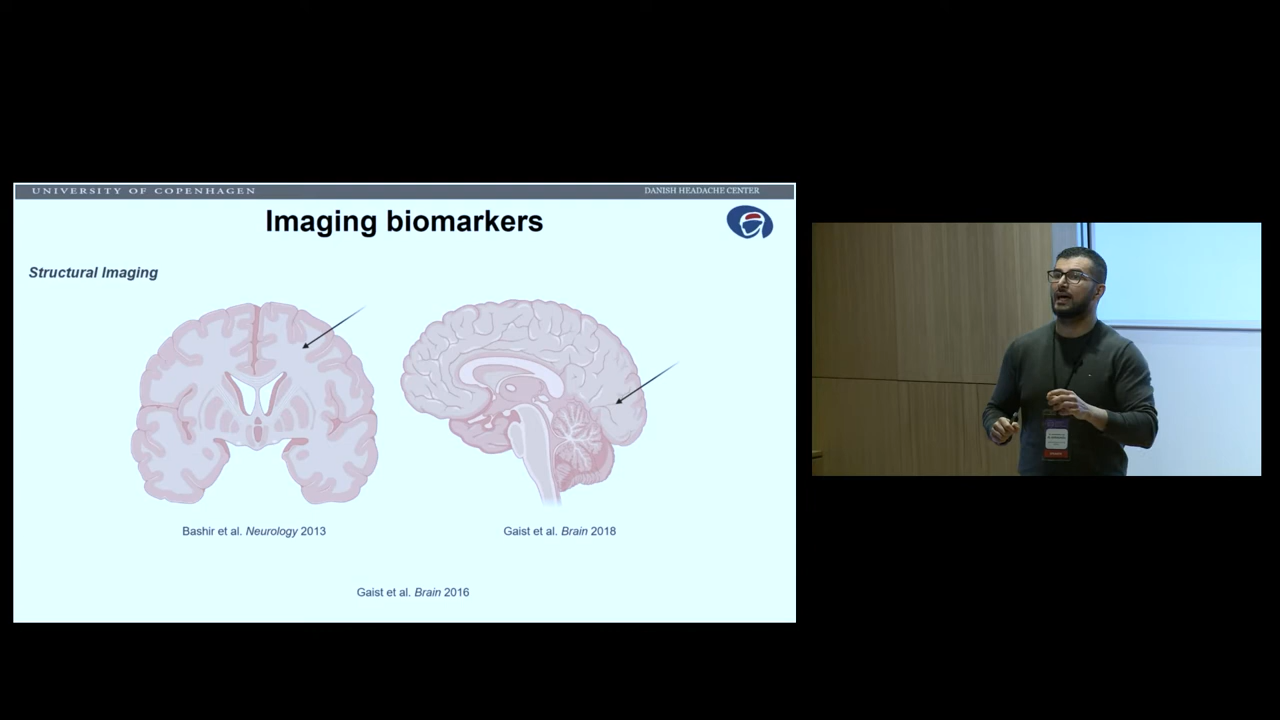 UNIVERSITY OF COPENHAGEN
DANISH HEADACHE CENTER
Imaging biomarkers
Structural Imaging
Bashir et al. Neurology 2013
Gaist et al. Brain 2018
Gaist et al. Brain 2016